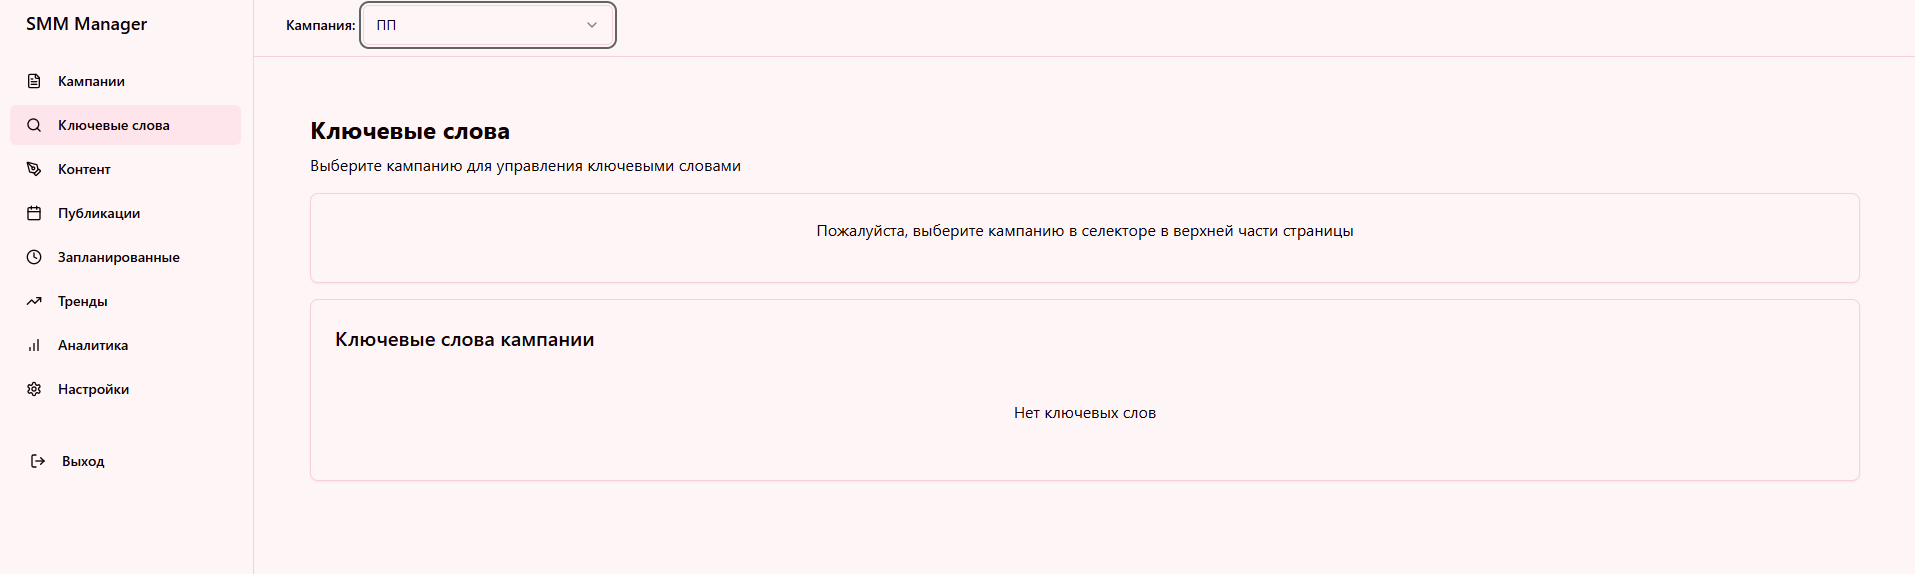 SMM Manager
Кампания: ПП
Кампании
Ключевые слова
Контент
Публикации
Запланированные
Тренды
Аналитика
Настройки
Выход
Ключевые слова
Выберите кампанию для управления ключевыми словами
Пожалуйста, выберите кампанию в селекторе в верхней части страницы
Ключевые слова кампании
Нет ключевых слов